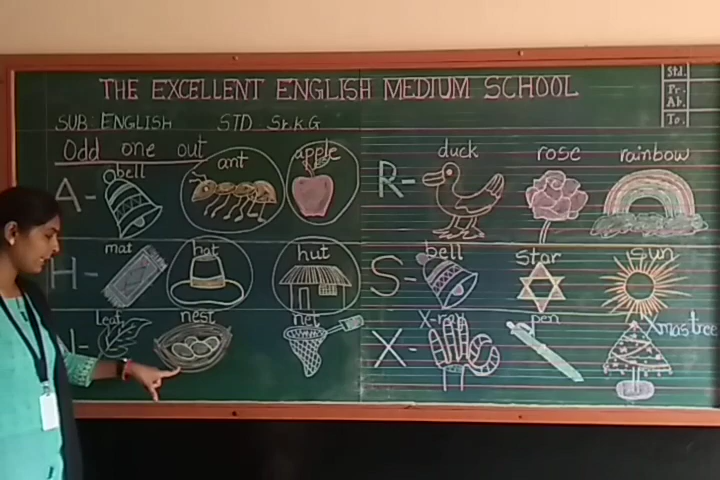 THE EXCELLENT ENGLISH MEDIUM SCHOOL
Std.
Pr.
Ab.
To.
SUB: ENGLISH STD Sr.K.G
Odd one out
A- bell ant apple
H- mat hat hut
leaf nest net
R- duck rose rainbow
S- bell star sun
X- x-ray pen Xmas tree